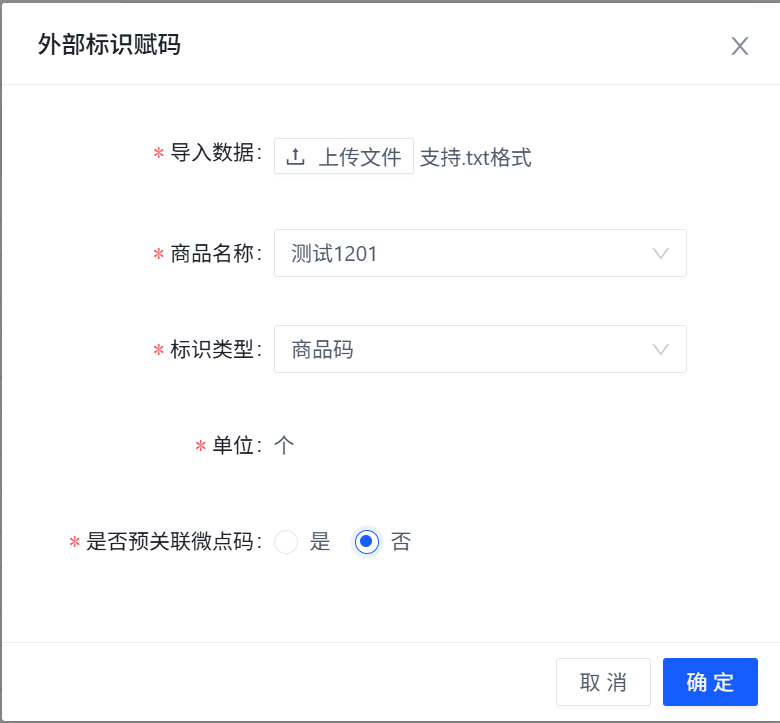 外部标识赋码
* 导入数据: 上传文件 支持.txt格式
* 商品名称: 测试1201
* 标识类型: 商品码
* 单位: 个
* 是否预关联微点码: 是 否
取 消 确 定